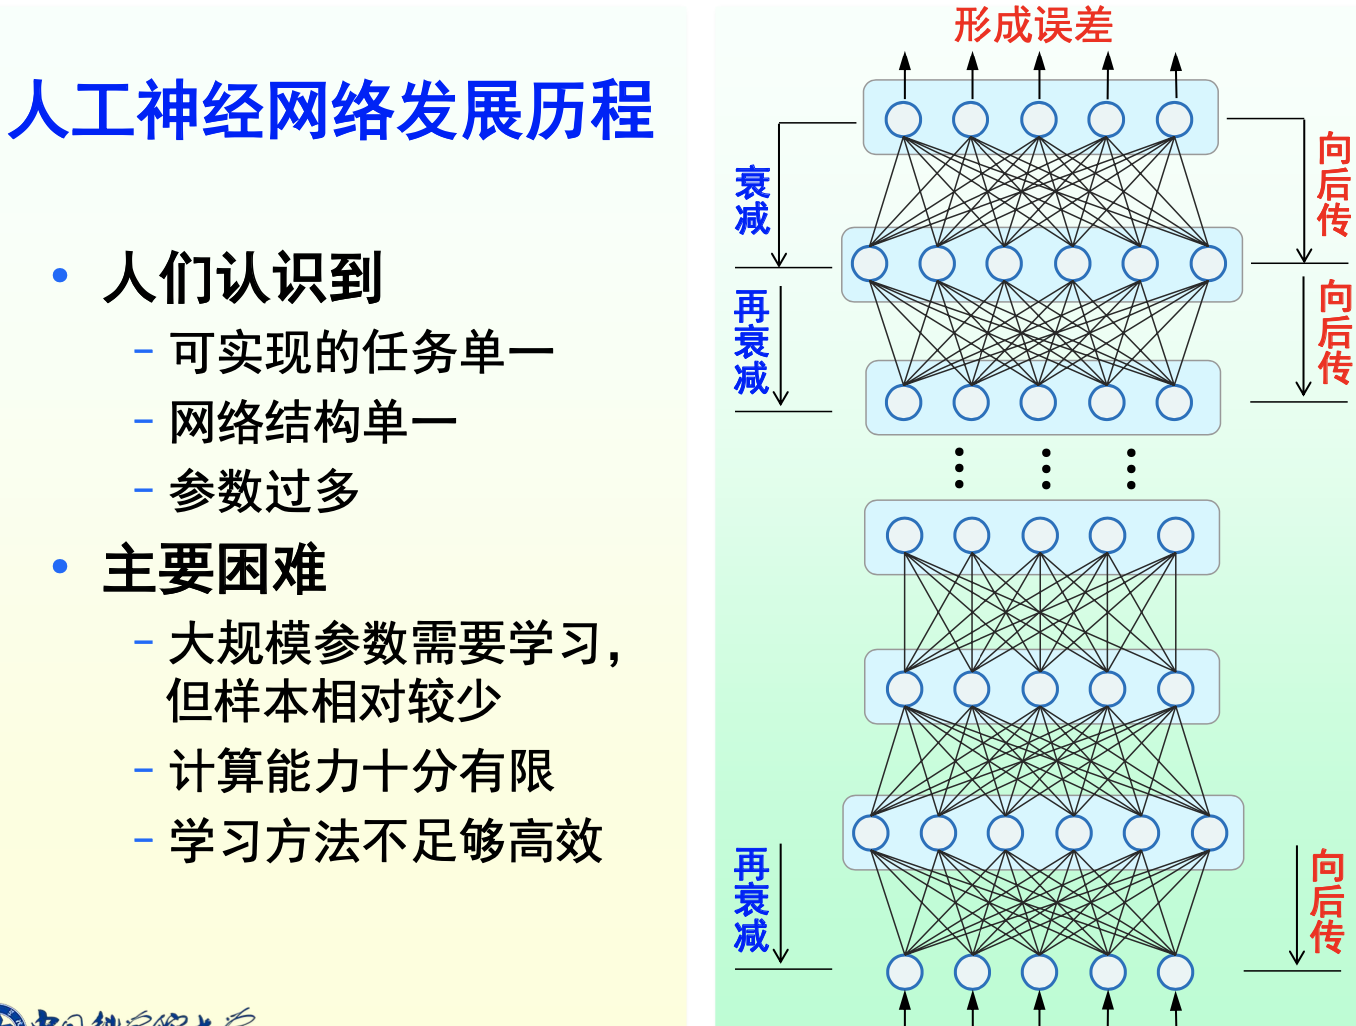 人工神经网络发展历程
• 人们认识到
– 可实现的任务单一
– 网络结构单一
– 参数过多
• 主要困难
– 大规模参数需要学习，
但样本相对较少
– 计算能力十分有限
– 学习方法不足够高效
形成误差
衰减
向后传
再衰减
向后传
再衰减
向后传